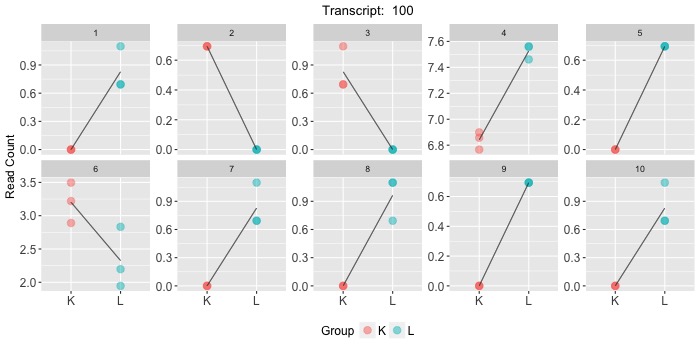 Transcript: 100
1 2 3 4 5
0.9 0.6 0.3 0.0
0.6 0.4 0.2 0.0
0.9 0.6 0.3 0.0
7.6 7.4 7.2 7.0 6.8
0.6 0.4 0.2 0.0
Read Count
6 7 8 9 10
3.5 3.0 2.5 2.0
0.9 0.6 0.3 0.0
0.9 0.6 0.3 0.0
0.6 0.4 0.2 0.0
0.9 0.6 0.3 0.0
K L K L K L K L K L
Group K L